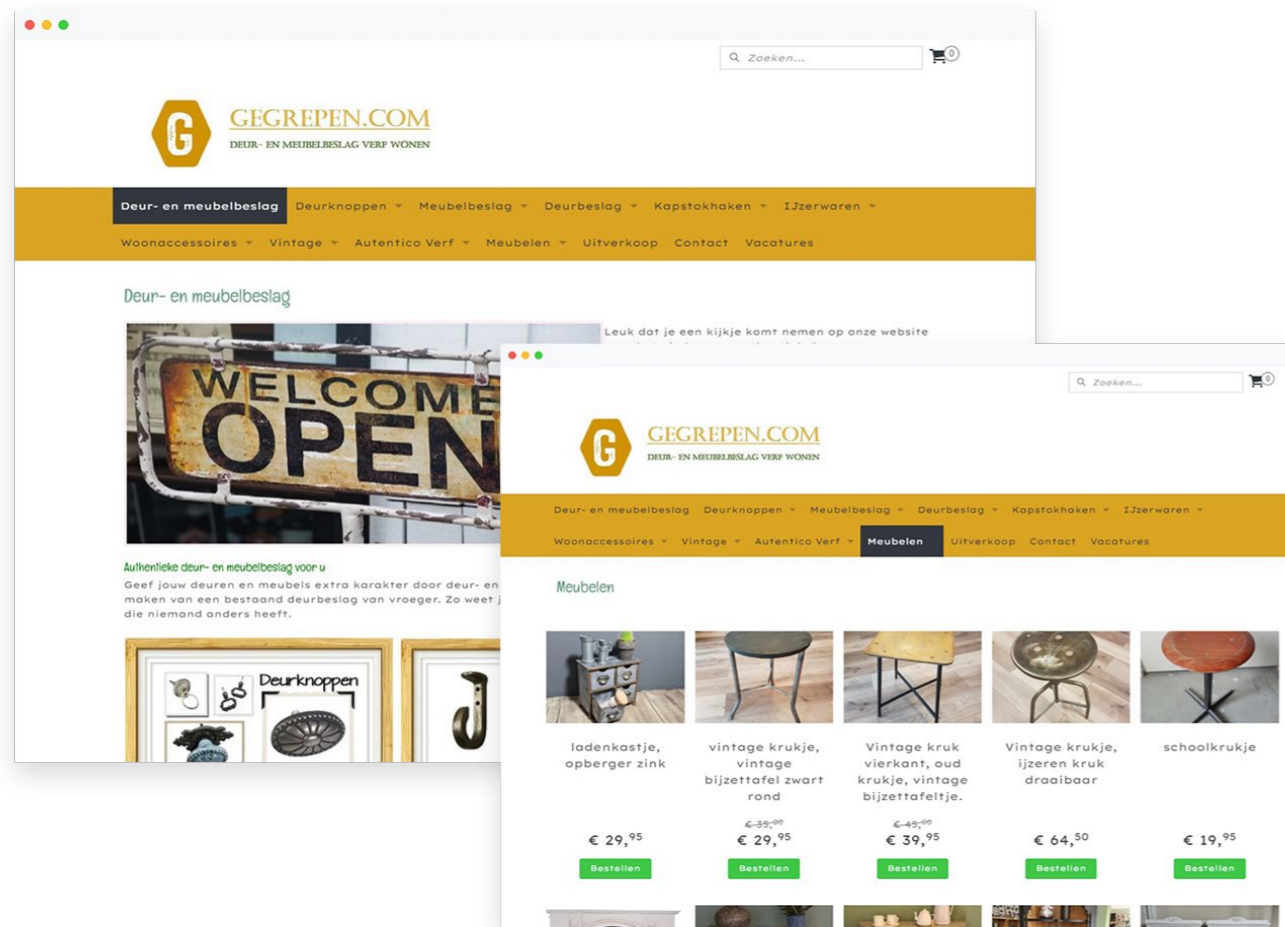 Zoeken...
0
G
GEGREPEN.COM
DEUR- EN MEUBELBESLAG VERF WONEN
Deur- en meubelbeslag Deurknoppen Meubelbeslag Deurbeslag Kapstokhaken IJzerwaren
Woonaccessoires Vintage Autentico Verf Meubelen Uitverkoop Contact Vacatures
Deur- en meubelbeslag
Leuk dat je een kijkje komt nemen op onze website
WELCOME
OPEN
Authentieke deur- en meubelbeslag voor u
Geef jouw deuren en meubels extra karakter door deur- en
maken van een bestaand deurbeslag van vroeger. Zo weet
die niemand anders heeft.
Deurknoppen
Zoeken...
0
G
GEGREPEN.COM
DEUR- EN MEUBELBESLAG VERF WONEN
Deur- en meubelbeslag Deurknoppen Meubelbeslag Deurbeslag Kapstokhaken IJzerwaren
Woonaccessoires Vintage Autentico Verf Meubelen Uitverkoop Contact Vacatures
Meubelen
ladenkastje,
opberger zink
€ 29,95
Bestellen
vintage krukje,
vintage
bijzettafel zwart
rond
€ 35,00
€ 29,95
Bestellen
Vintage kruk
vierkant, oud
krukje, vintage
bijzettafeltje.
€ 45,00
€ 39,95
Bestellen
Vintage krukje,
ijzeren kruk
draaibaar
€ 64,50
Bestellen
schoolkrukje
€ 19,95
Bestellen